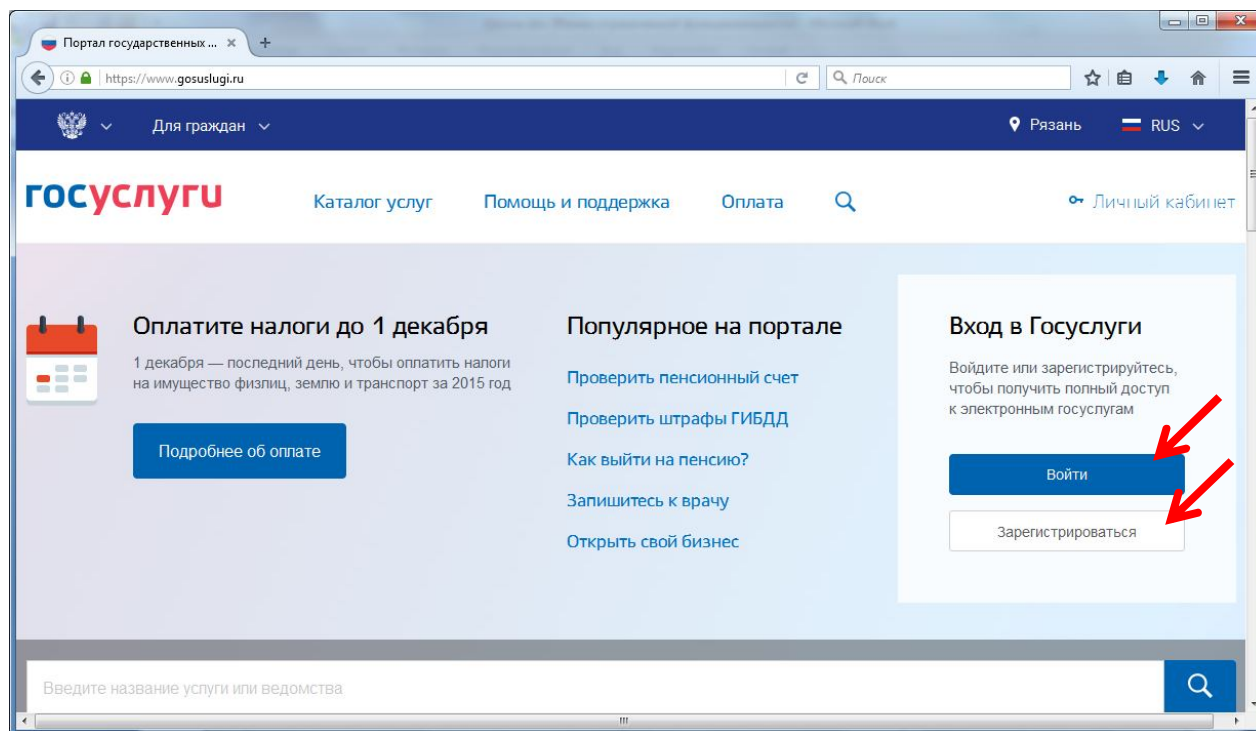 Портал государственных ...
https://www.gosuslugi.ru
Поиск
Для граждан
Рязань
RUS
госуслуги
Каталог услуг
Помощь и поддержка
Оплата
Личный кабинет
Оплатите налоги до 1 декабря
1 декабря — последний день, чтобы оплатить налоги
на имущество физлиц, землю и транспорт за 2015 год
Подробнее об оплате
Популярное на портале
Проверить пенсионный счет
Проверить штрафы ГИБДД
Как выйти на пенсию?
Запишитесь к врачу
Открыть свой бизнес
Вход в Госуслуги
Войдите или зарегистрируйтесь,
чтобы получить полный доступ
к электронным госуслугам
Войти
Зарегистрироваться
Введите название услуги или ведомства